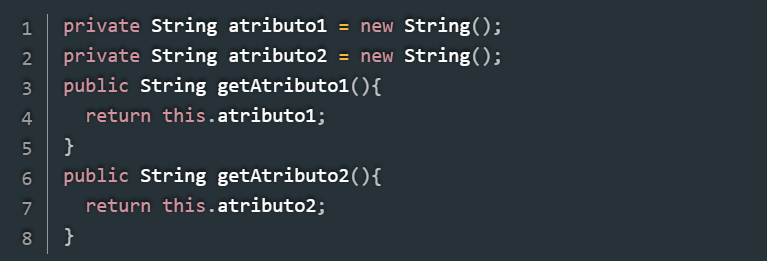 1 private String atributo1 = new String();
2 private String atributo2 = new String();
3 public String getAtributo1(){
4   return this.atributo1;
5 }
6 public String getAtributo2(){
7   return this.atributo2;
8 }